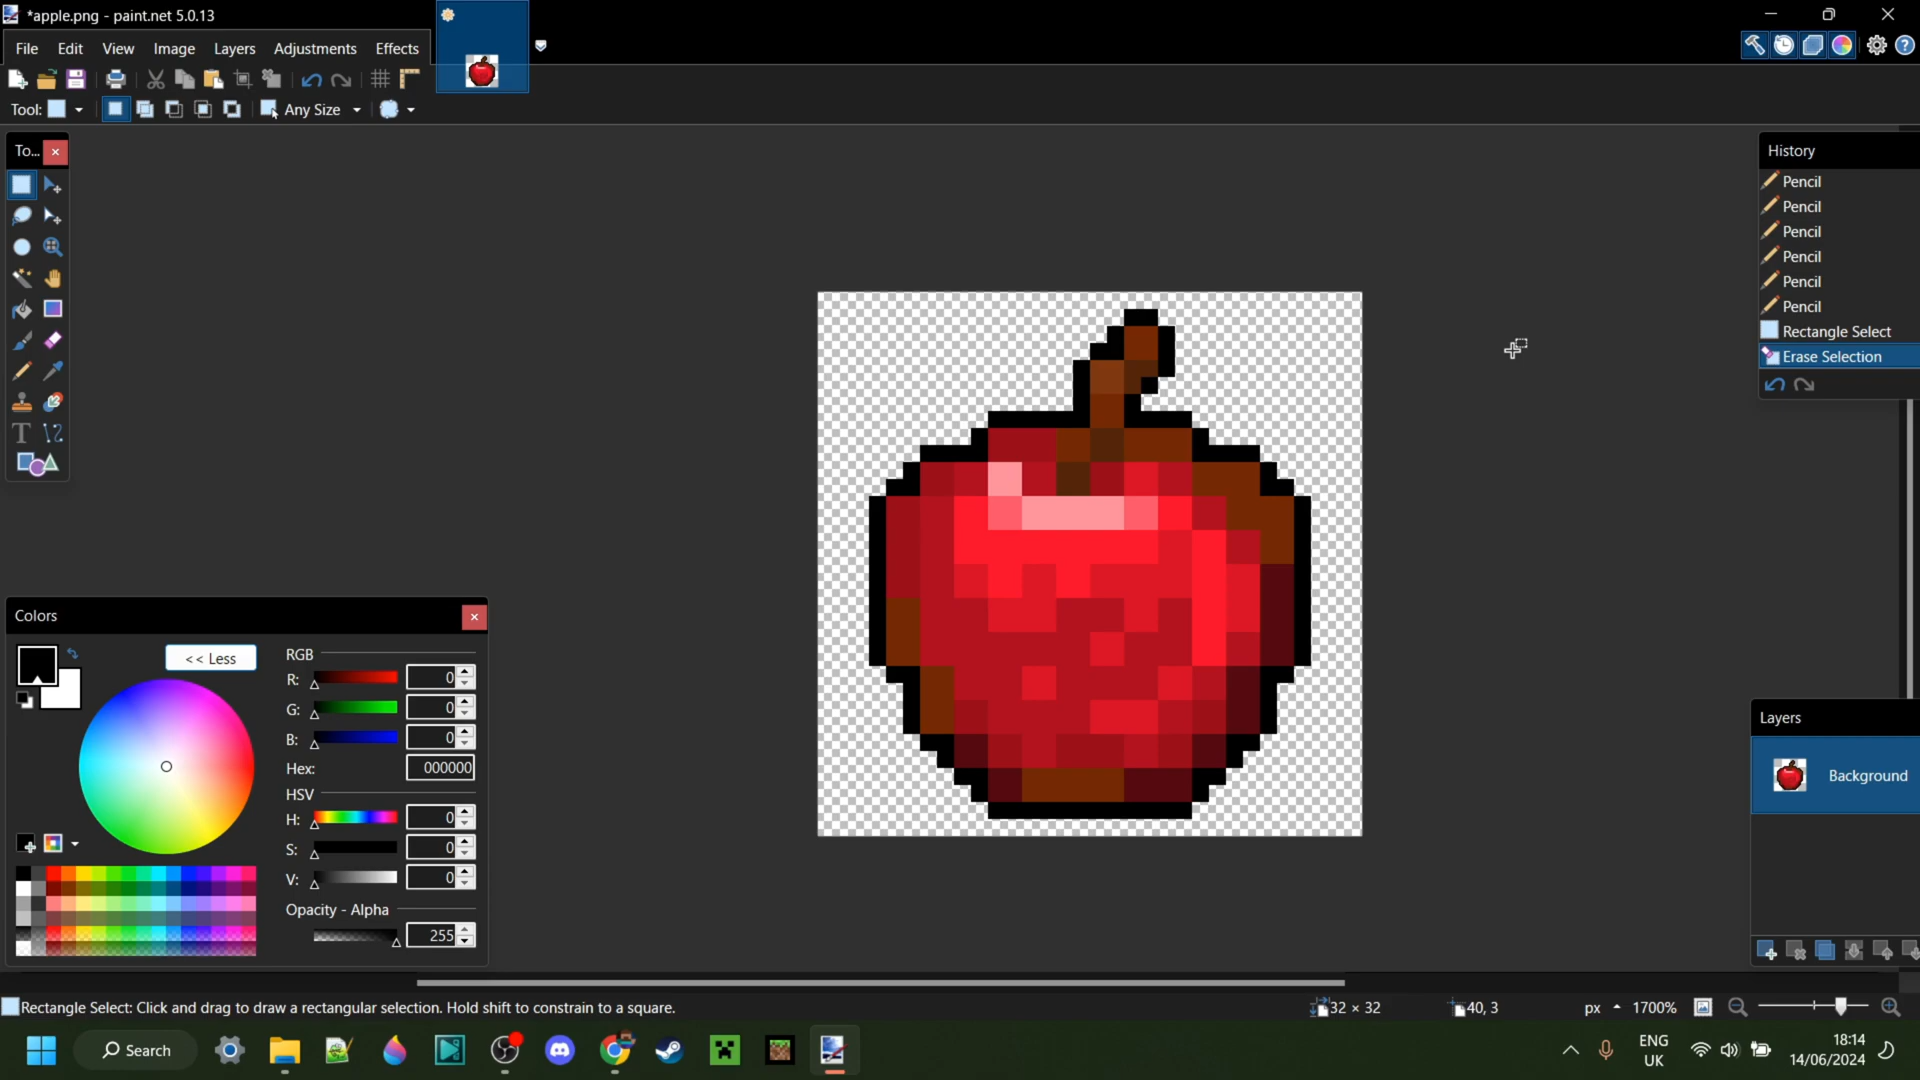 *apple.png - paint.net 5.0.13
File Edit View Image Layers Adjustments Effects
Tool: Any Size
To...
History
Pencil
Pencil
Pencil
Pencil
Pencil
Pencil
Rectangle Select
Erase Selection
Colors
<< Less
RGB
R: 0
G: 0
B: 0
Hex: 000000
HSV
H: 0
S: 0
V: 0
Opacity - Alpha
255
Layers
Background
Rectangle Select: Click and drag to draw a rectangular selection. Hold shift to constrain to a square.
32 × 32
40, 3
px
1700%
Search
ENG
UK
18:14
14/06/2024